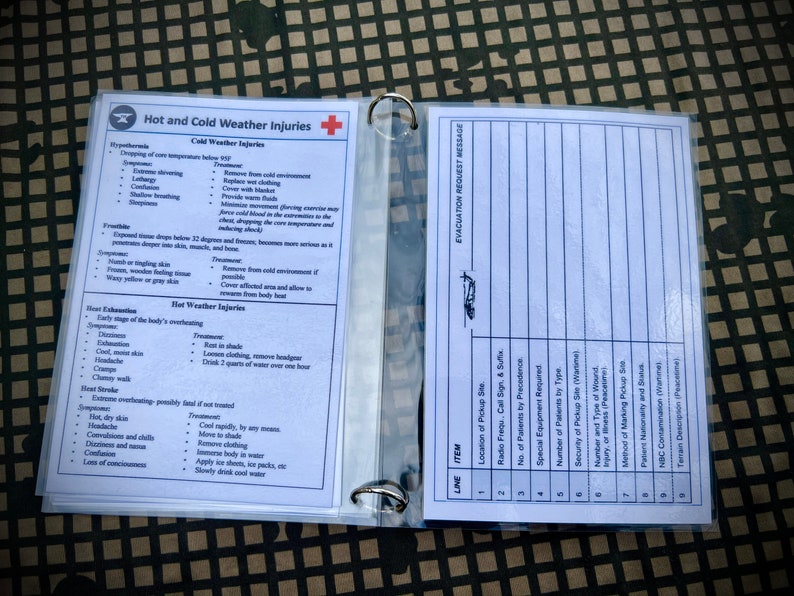 Hot and Cold Weather Injuries
Cold Weather Injuries
Hypothermia
• Dropping of core temperature below 95F
Symptoms:
• Extreme shivering
• Lethargy
• Confusion
• Shallow breathing
• Sleepiness
Treatment:
• Remove from cold environment
• Replace wet clothing
• Cover with blanket
• Provide warm fluids
• Minimize movement (forcing exercise may
force cold blood in the extremities to the
chest, dropping the core temperature and
inducing shock)
Frostbite
• Exposed tissue drops below 32 degrees and freezes; becomes more serious as it
penetrates deeper into skin, muscle, and bone.
Symptoms:
• Numb or tingling skin
• Frozen, wooden feeling tissue
• Waxy yellow or gray skin
Treatment:
• Remove from cold environment if
possible
• Cover affected area and allow to
rewarm from body heat
Hot Weather Injuries
Heat Exhaustion
• Early stage of the body's overheating
Symptoms:
• Dizziness
• Exhaustion
• Cool, moist skin
• Headache
• Cramps
• Clumsy walk
Treatment:
• Rest in shade
• Loosen clothing, remove headgear
• Drink 2 quarts of water over one hour
Heat Stroke
• Extreme overheating- possibly fatal if not treated
Symptoms:
• Hot, dry skin
• Headache
• Convulsions and chills
• Dizziness and nasua
• Confusion
• Loss of conciousness
Treatment:
• Cool rapidly, by any means.
• Move to shade
• Remove clothing
• Immerse body in water
• Apply ice sheets, ice packs, etc
• Slowly drink cool water
LINE ITEM EVACUATION REQUEST MESSAGE
1 Location of Pickup Site.
2 Radio Frequ., Call Sign, & Suffix.
3 No. of Patients by Precedence.
4 Special Equipment Required.
5 Number of Patients by Type.
6 Security of Pickup Site (Wartime).
6 Number and Type of Wound,
Injury, or Illness (Peacetime).
7 Method of Marking Pickup Site.
8 Patient Nationality and Status.
9 NBC Contamination (Wartime).
9 Terrain Description (Peacetime).